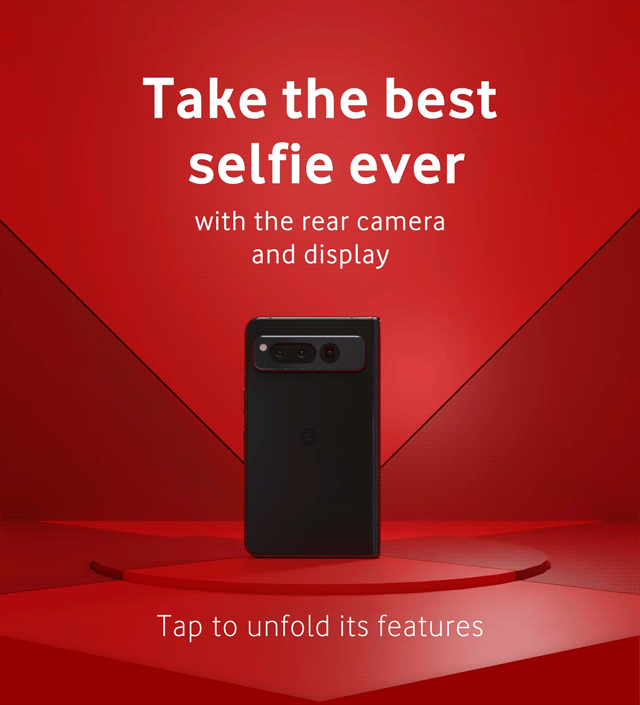 Take the best
selfie ever
with the rear camera
and display
G
Tap to unfold its features